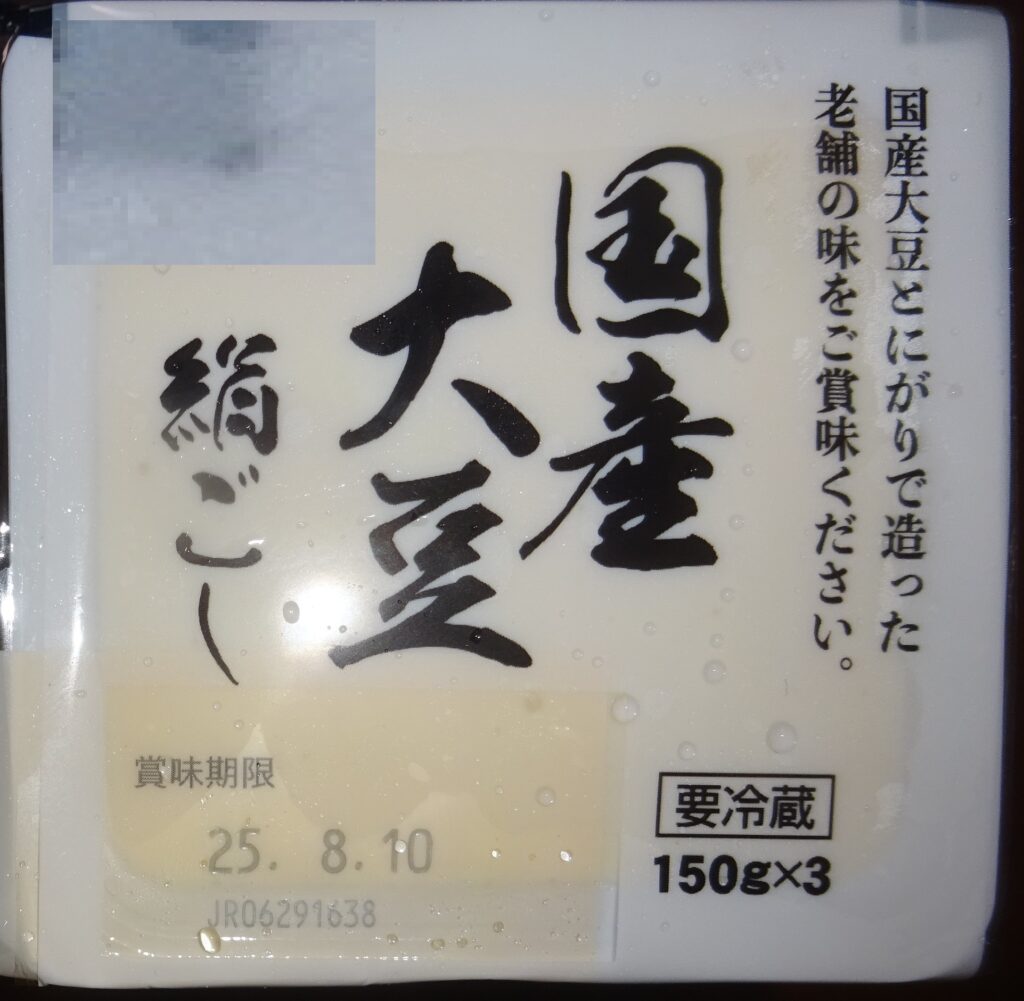 国産大豆とにがりで造った
老舗の味をご賞味ください。
国産
大豆
絹ごし
賞味期限
25. 8.10
JR06291638
要冷蔵
150g×3